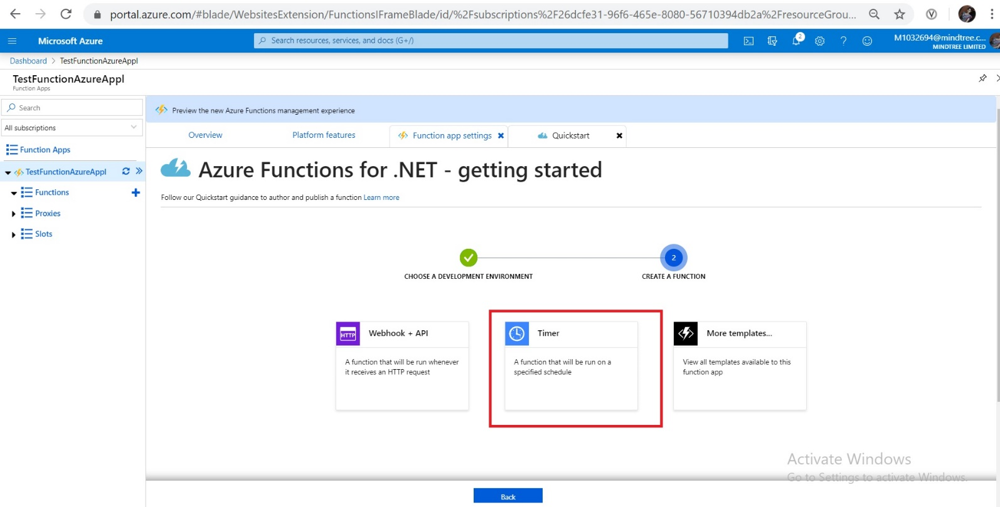 portal.azure.com/#blade/WebsitesExtension/FunctionsIFrameBlade/id/%2Fsubscriptions%2F26dcfe31-96f6-465e-8080-56710394db2a%2FresourceGrou...
Microsoft Azure
Search resources, services, and docs (G+/)
2
M1032694@mindtree.c...
MINDTREE LIMITED
Dashboard > TestFunctionAzureAppl
TestFunctionAzureAppl
Function Apps
Search
All subscriptions
Function Apps
TestFunctionAzureAppl
Functions
Proxies
Slots
Preview the new Azure Functions management experience
Overview
Platform features
Function app settings
Quickstart
Azure Functions for .NET - getting started
Follow our Quickstart guidance to author and publish a function Learn more
2
CHOOSE A DEVELOPMENT ENVIRONMENT
CREATE A FUNCTION
HTTP
Webhook + API
A function that will be run whenever
it receives an HTTP request
Timer
A function that will be run on a
specified schedule
More templates...
View all templates available to this
function app
Activate Windows
Go to Settings to activate Windows.
Back